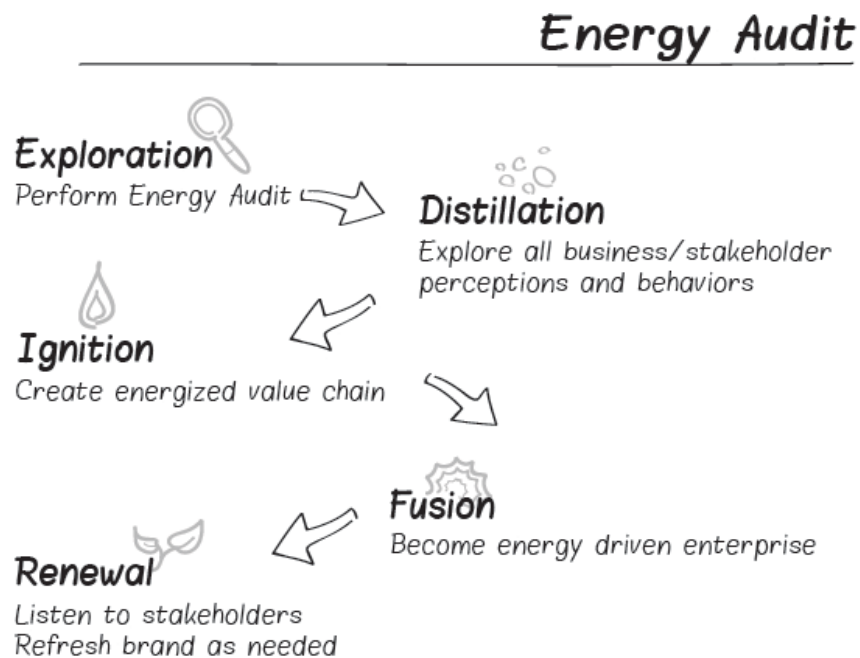 Energy Audit
Exploration
Perform Energy Audit
Distillation
Explore all business/stakeholder
perceptions and behaviors
Ignition
Create energized value chain
Fusion
Become energy driven enterprise
Renewal
Listen to stakeholders
Refresh brand as needed